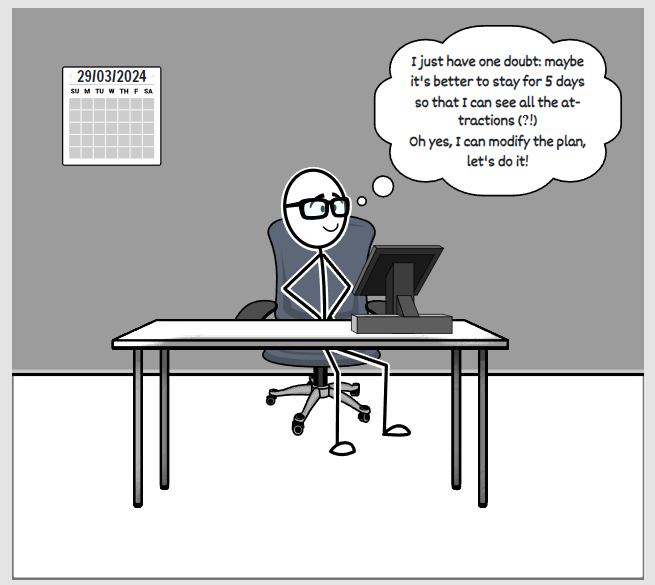 29/03/2024
SU M TU W TH F SA
I just have one doubt: maybe
it's better to stay for 5 days
so that I can see all the at-
tractions (?!)
Oh yes, I can modify the plan,
let's do it!